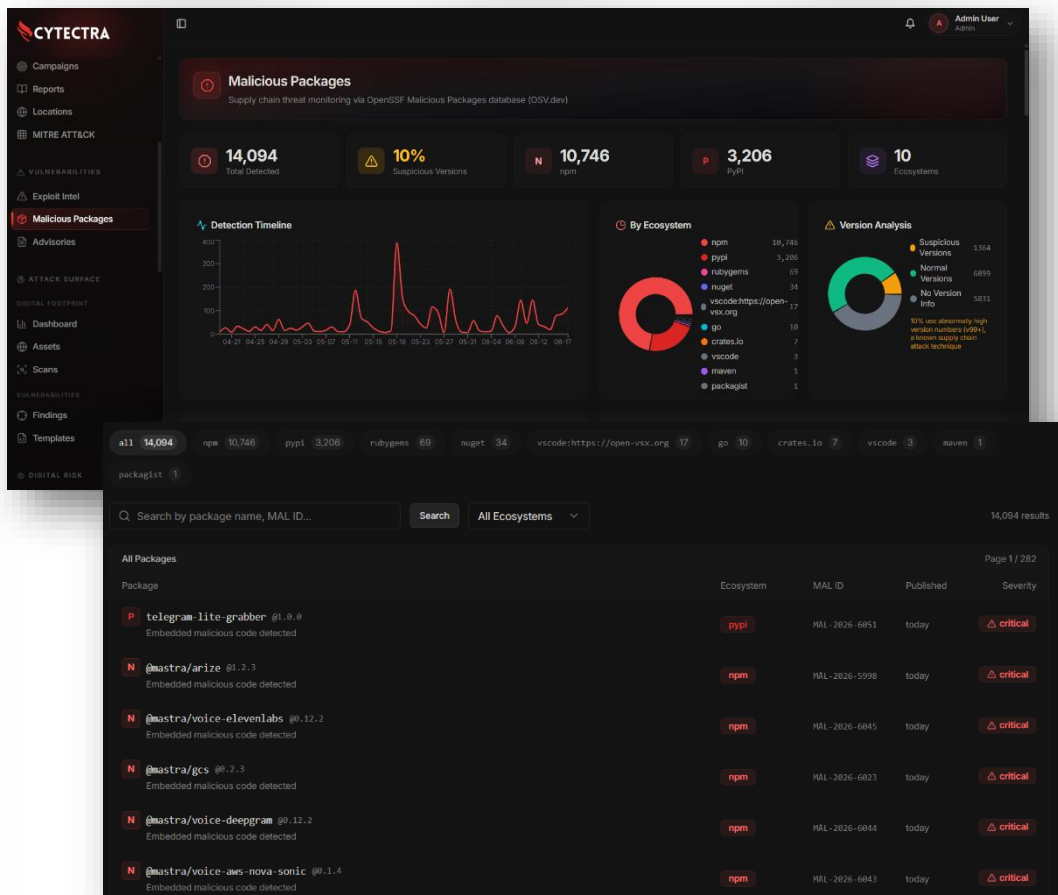 CYTECTRA
Campaigns
Reports
Locations
MITRE ATT&CK
VULNERABILITIES
Exploit Intel
Malicious Packages
Advisories
ATTACK SURFACE
DIGITAL FOOTPRINT
Dashboard
Assets
Scans
VULNERABILITIES
Findings
Templates
DIGITAL RISK
A
Admin User
Admin
Malicious Packages
Supply chain threat monitoring via OpenSSF Malicious Packages database (OSV.dev)
14,094
Total Detected
10%
Suspicious Versions
N
10,746
npm
P
3,206
PyPI
10
Ecosystems
Detection Timeline
400
300
200
100
0
04-21 04-25 04-29 05-03 05-07 05-11 05-15 05-19 05-23 05-27 05-31 06-04 06-08 06-12 06-17
By Ecosystem
npm 10,746
pypi 3,206
rubygems 69
nuget 34
vscode:https://open-vsx.org 17
go 10
crates.io 7
vscode 3
maven 1
packagist 1
Version Analysis
Suspicious Versions 1364
Normal Versions 6899
No Version Info 5831
10% use abnormally high
version numbers (v99+),
a known supply chain
attack technique
all 14,094 npm 10,746 pypi 3,206 rubygems 69 nuget 34 vscode:https://open-vsx.org 17 go 10 crates.io 7 vscode 3 maven 1
packagist 1
Search by package name, MAL ID... Search All Ecosystems 14,094 results
All Packages Page 1 / 282
Package Ecosystem MAL ID Published Severity
P telegram-lite-grabber @1.0.0 pypi MAL-2026-6051 today critical
Embedded malicious code detected
N @mastra/arize @1.2.3 npm MAL-2026-5998 today critical
Embedded malicious code detected
N @mastra/voice-elevenlabs @0.12.2 npm MAL-2026-6045 today critical
Embedded malicious code detected
N @mastra/gcs @0.2.3 npm MAL-2026-6023 today critical
Embedded malicious code detected
N @mastra/voice-deepgram @0.12.2 npm MAL-2026-6044 today critical
Embedded malicious code detected
N @mastra/voice-aws-nova-sonic @0.1.4 npm MAL-2026-6043 today critical
Embedded malicious code detected